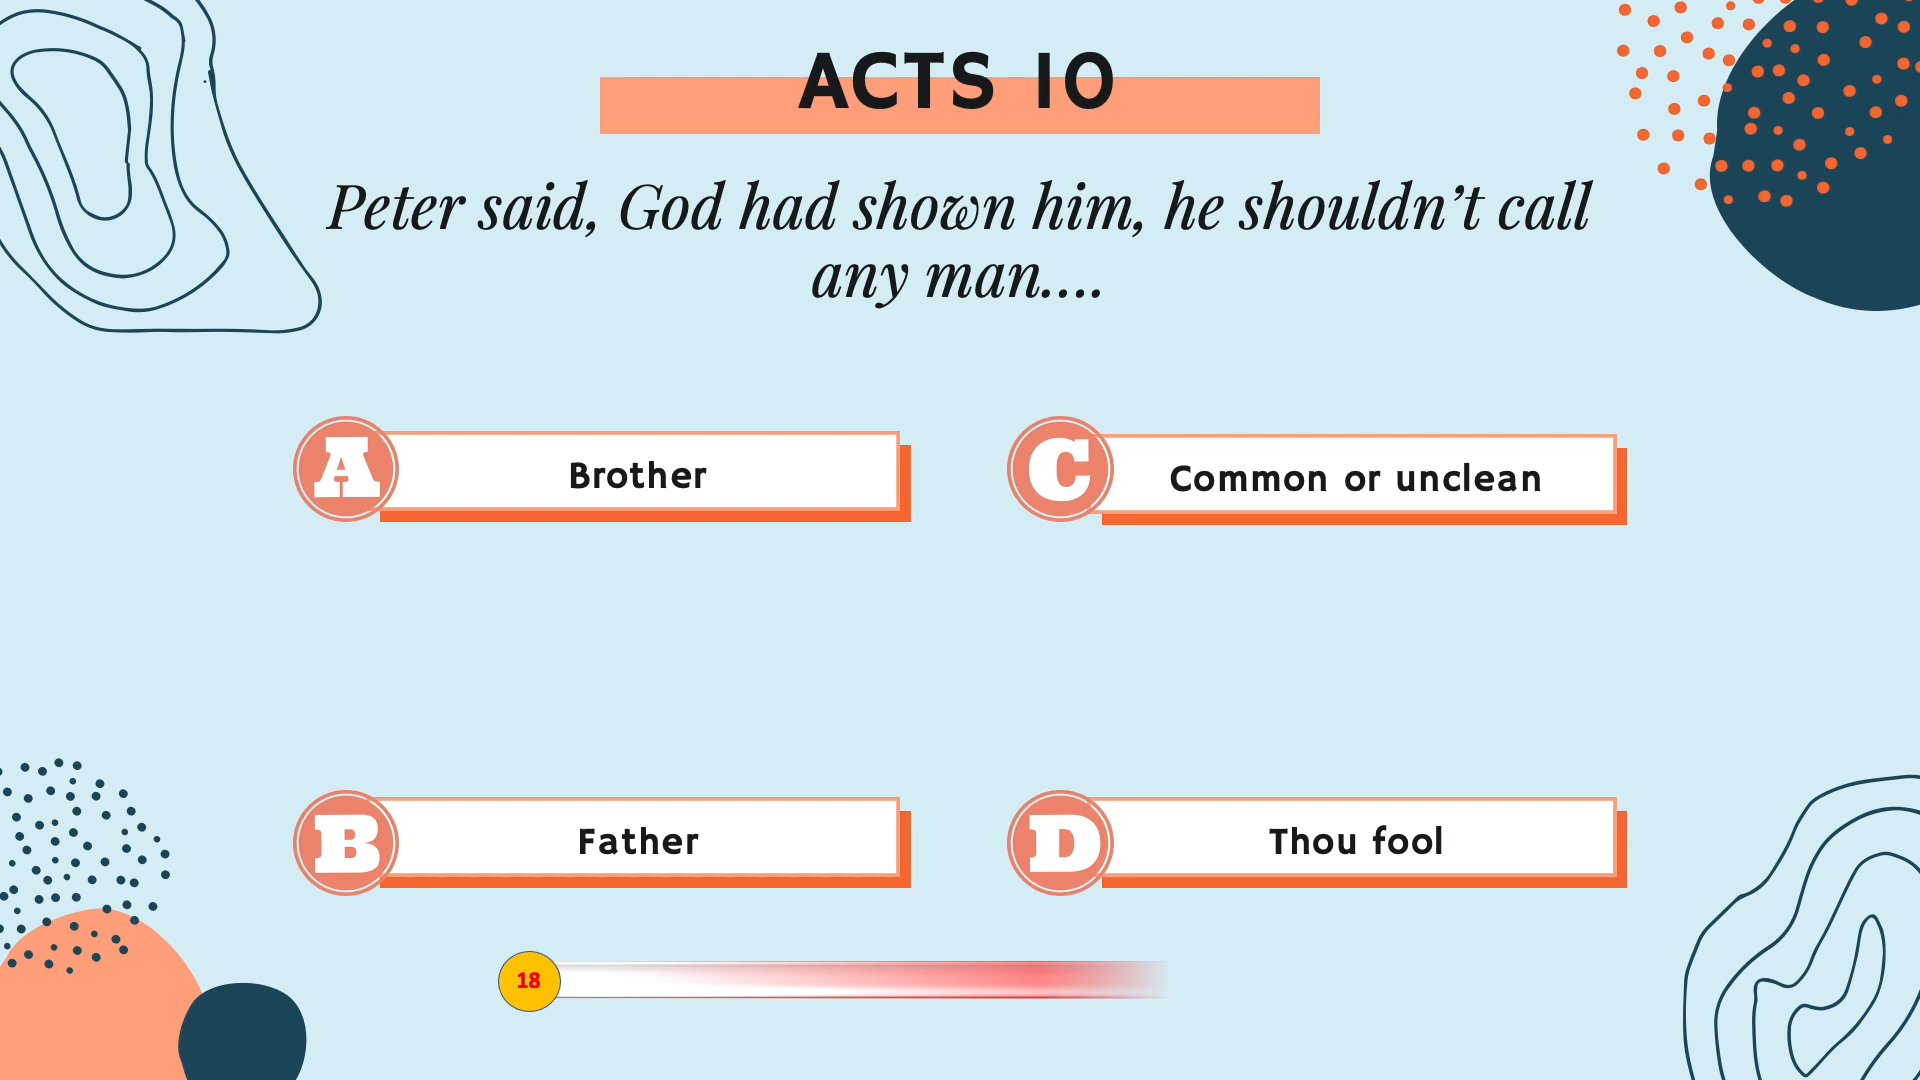 ACTS 10
Peter said, God had shown him, he shouldn't call
any man....
A
Brother
C
Common or unclean
B
Father
D
Thou fool
18